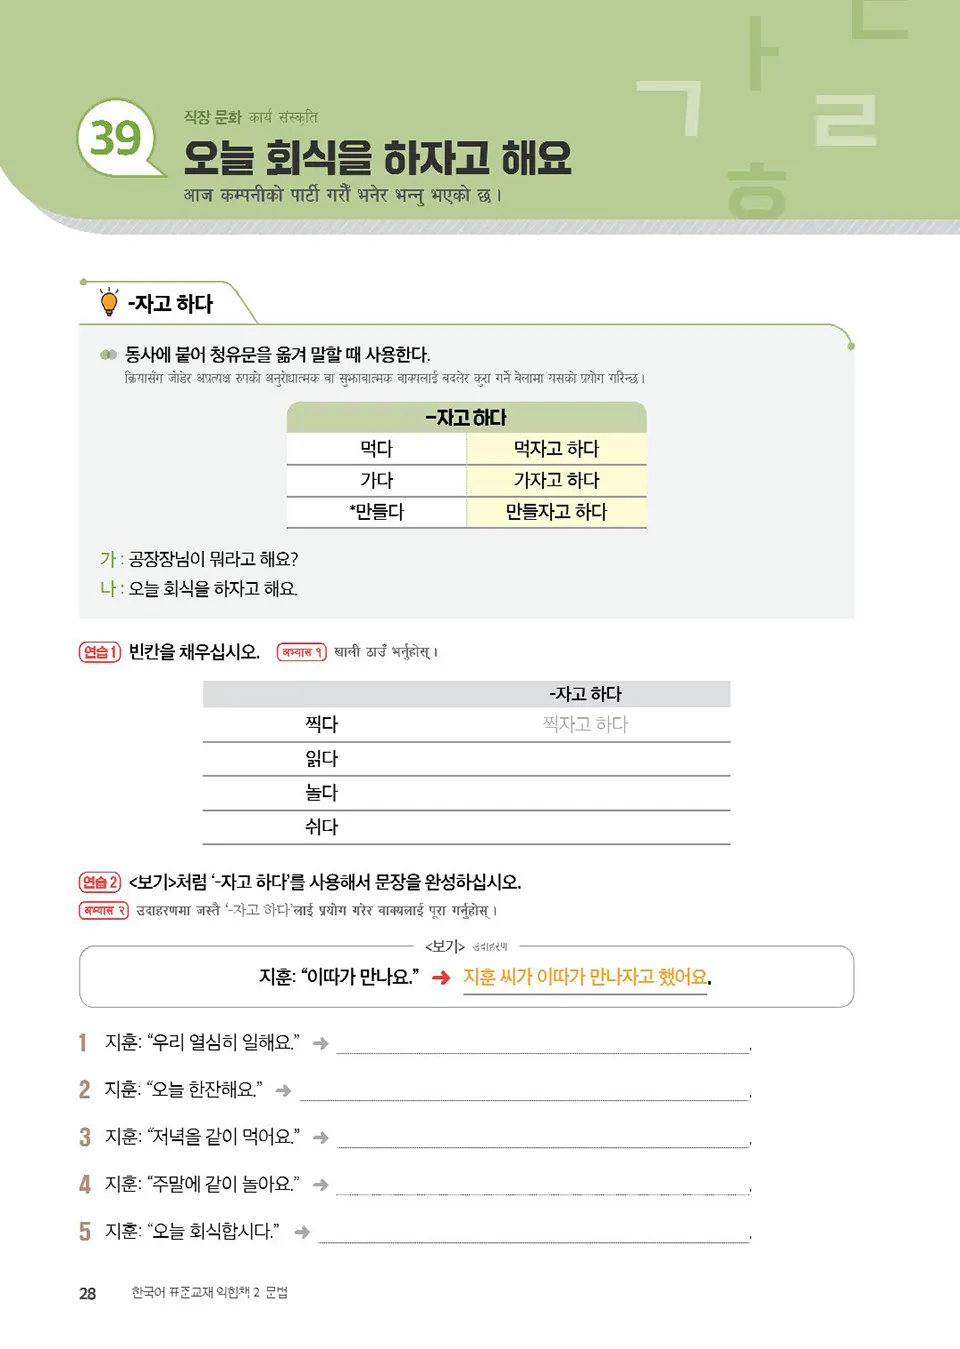 39
직장 문화 कार्य संस्कृति
오늘 회식을 하자고 해요
आज कम्पनीको पार्टी गरौँ भनेर भन्नु भएको छ ।
ㄱ ㅏ ㄷ ㄹ ㅎ
-자고 하다
동사에 붙어 청유문을 옮겨 말할 때 사용한다.
क्रियासँग जोडेर अप्रत्यक्ष रुपको अनुरोधात्मक वा सुझावात्मक वाक्यलाई बदलेर कुरा गर्ने बेलामा यसको प्रयोग गरिन्छ ।
-자고 하다
먹다 먹자고 하다
가다 가자고 하다
*만들다 만들자고 하다
가 : 공장장님이 뭐라고 해요?
나 : 오늘 회식을 하자고 해요.
연습 1 빈칸을 채우십시오. अभ्यास १ खाली ठाउँ भर्नुहोस् ।
-자고 하다
찍다 찍자고 하다
읽다
놀다
쉬다
연습 2 <보기>처럼 '-자고 하다'를 사용해서 문장을 완성하십시오.
अभ्यास २ उदाहरणमा जस्तै '-자고 하다'लाई प्रयोग गरेर वाक्यलाई पूरा गर्नुहोस् ।
<보기> उदाहरण
지훈: “이따가 만나요.” ➜ 지훈 씨가 이따가 만나자고 했어요.
1 지훈: “우리 열심히 일해요.” ➜ .
2 지훈: “오늘 한잔해요.” ➜ .
3 지훈: “저녁을 같이 먹어요.” ➜ .
4 지훈: “주말에 같이 놀아요.” ➜ .
5 지훈: “오늘 회식합시다.” ➜ .
28 한국어 표준교재 익힘책 2 문법